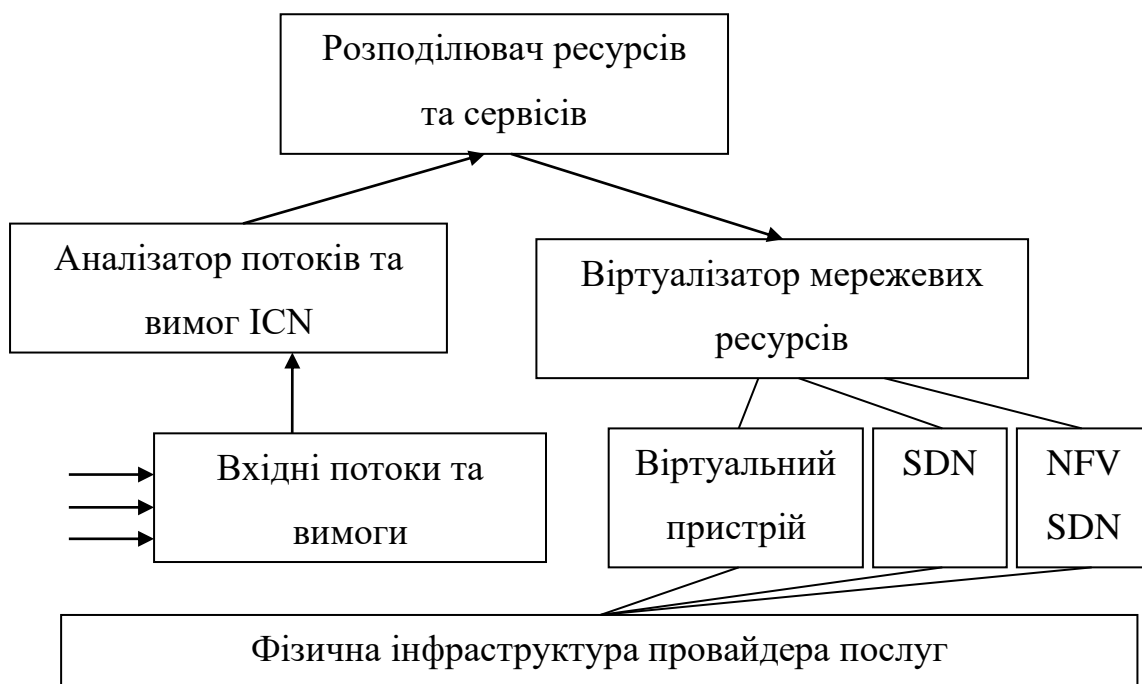 Розподілювач ресурсів
та сервісів
Аналізатор потоків та
вимог ICN
Віртуалізатор мережевих
ресурсів
Вхідні потоки та
вимоги
Віртуальний
пристрій
SDN
NFV
SDN
Фізична інфраструктура провайдера послуг